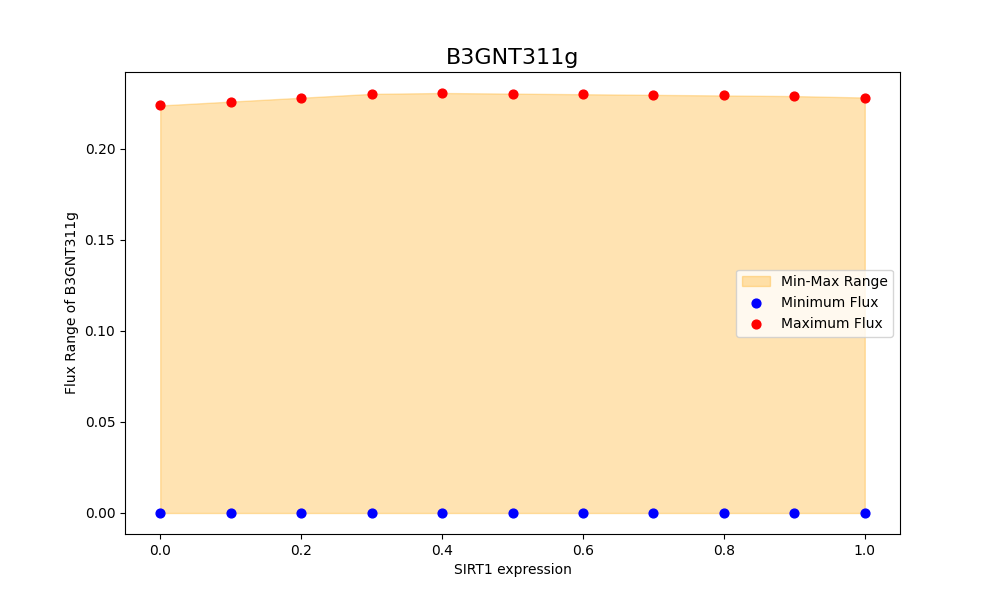 B3GNT311g
Flux Range of B3GNT311g
0.20
0.15
0.10
0.05
0.00
Min-Max Range
Minimum Flux
Maximum Flux
0.0 0.2 0.4 0.6 0.8 1.0
SIRT1 expression